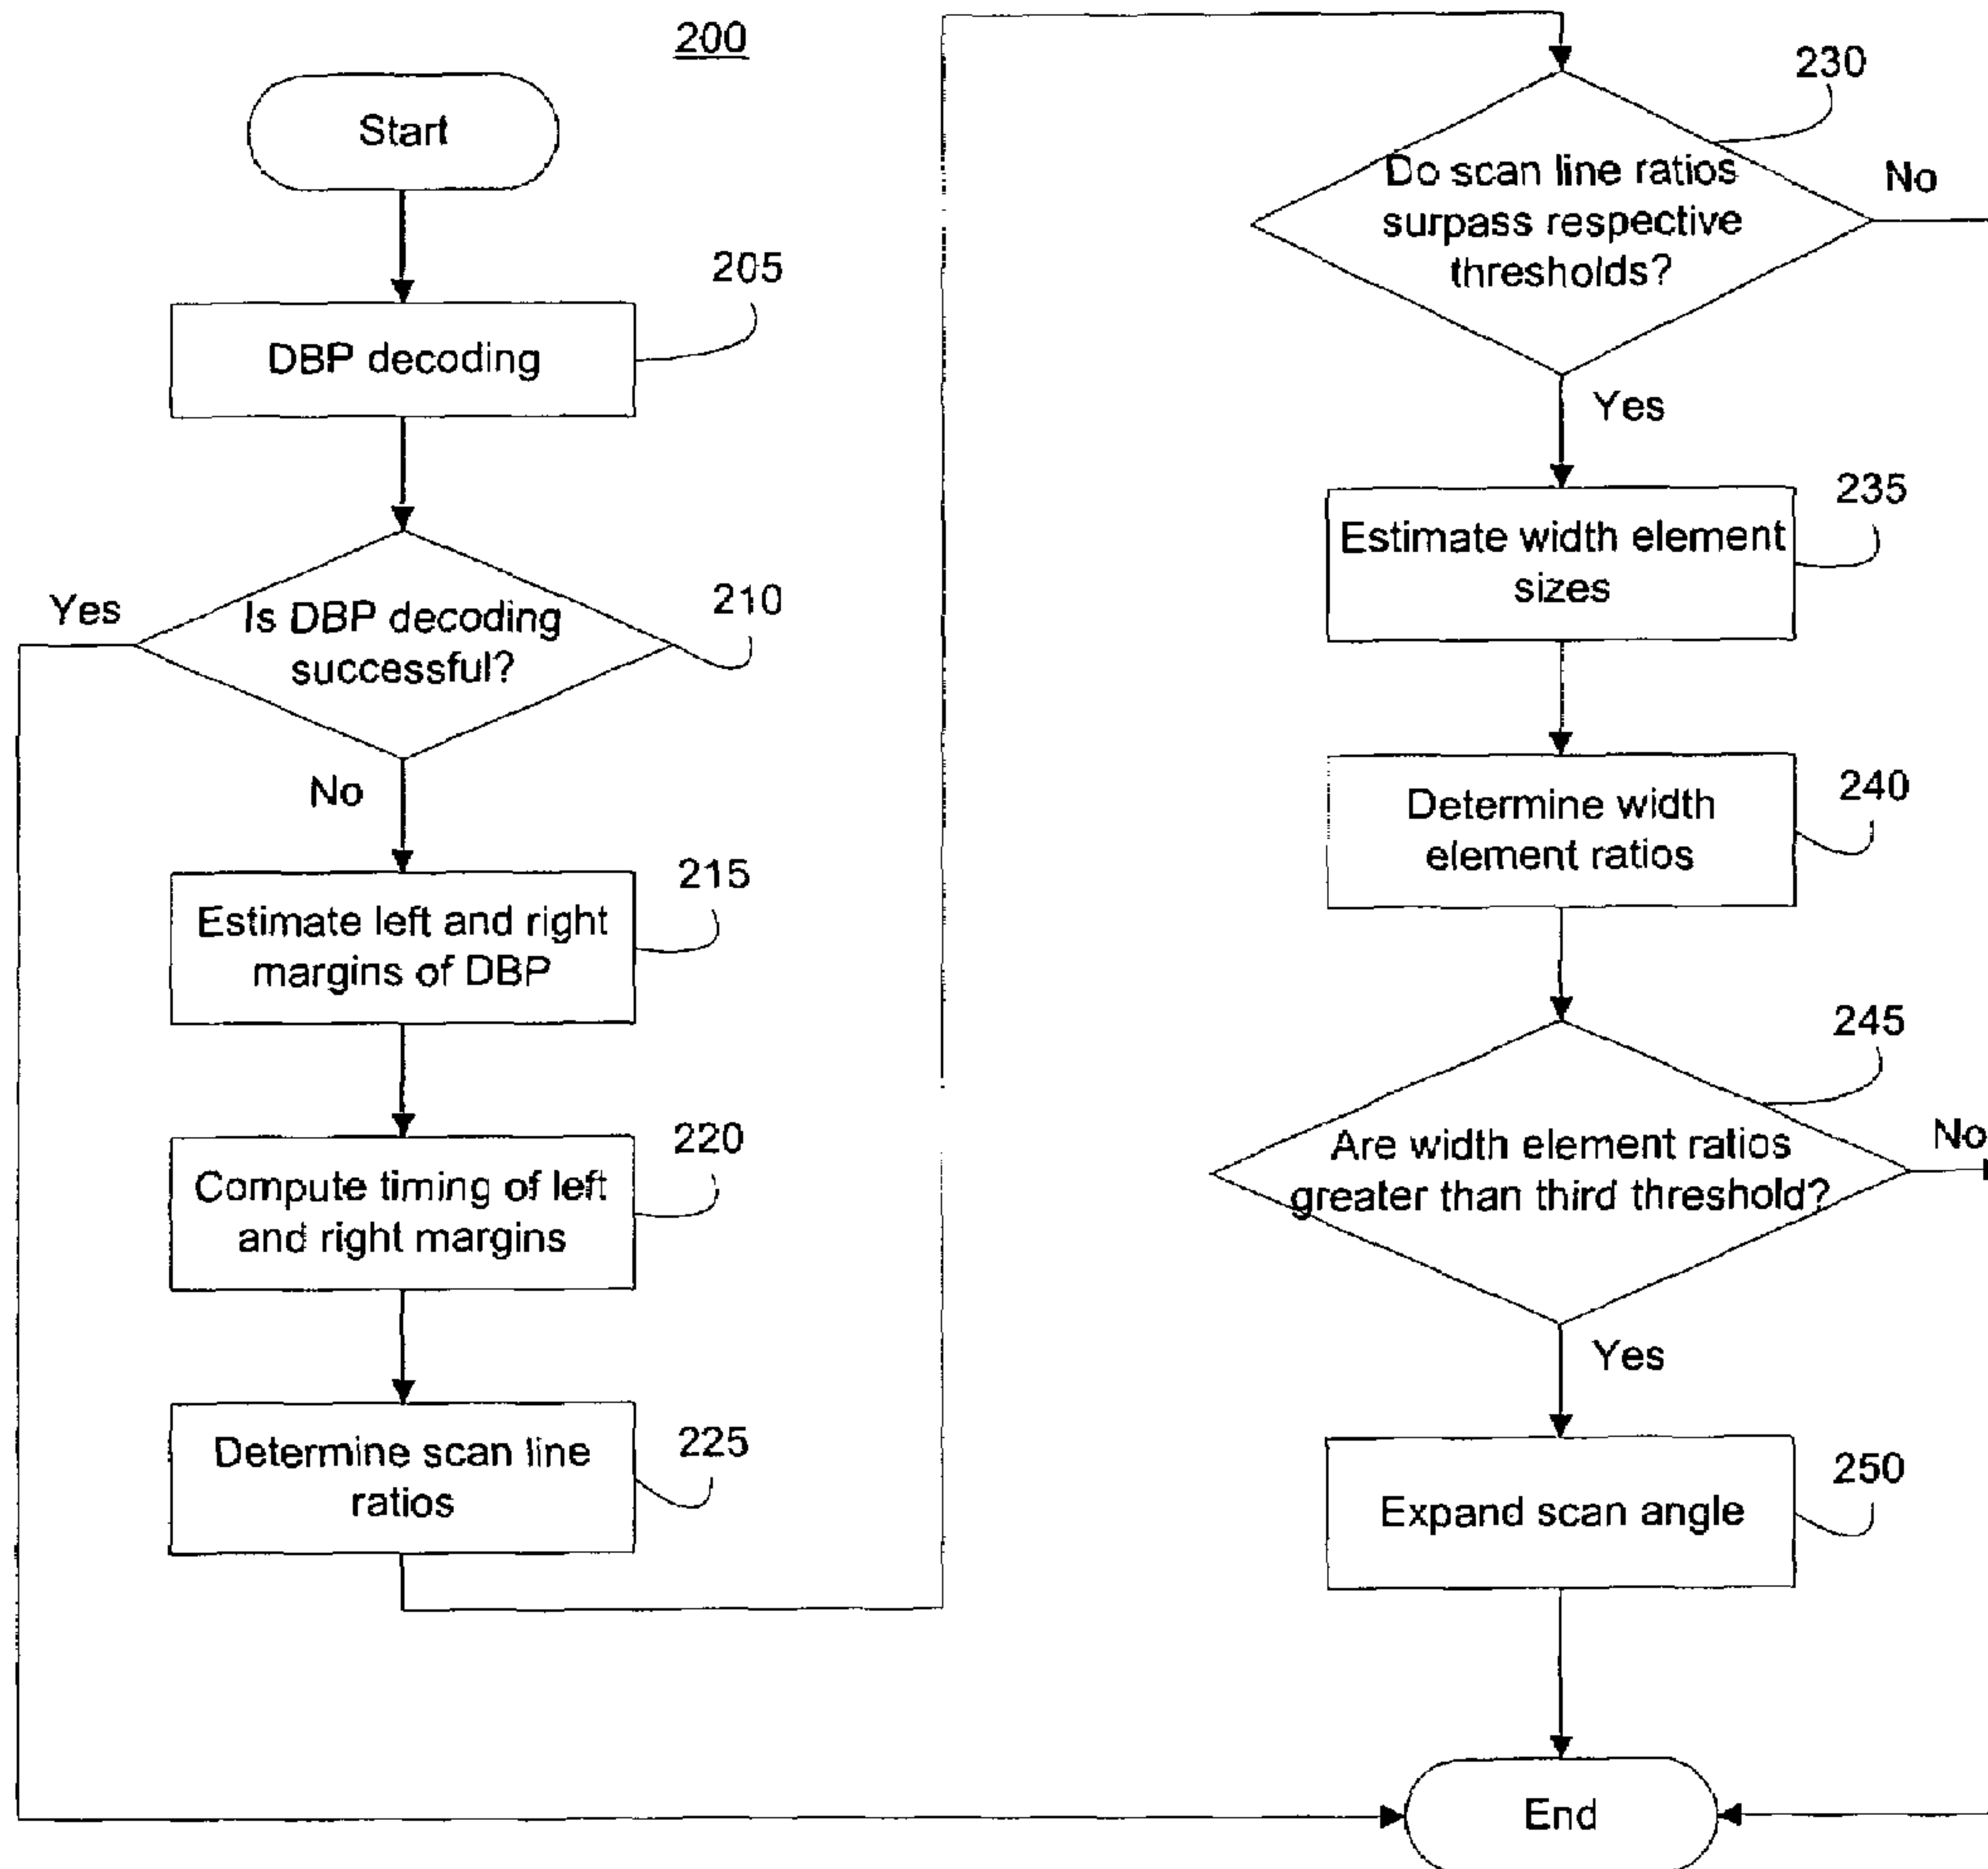 200
Start
205
DBP decoding
210
Yes
Is DBP decoding
successful?
No
215
Estimate left and right
margins of DBP
220
Compute timing of left
and right margins
225
Determine scan line
ratios
230
Do scan line ratios
surpass respective
thresholds?
No
Yes
235
Estimate width element
sizes
240
Determine width
element ratios
245
Are width element ratios
greater than third threshold?
No
Yes
250
Expand scan angle
End